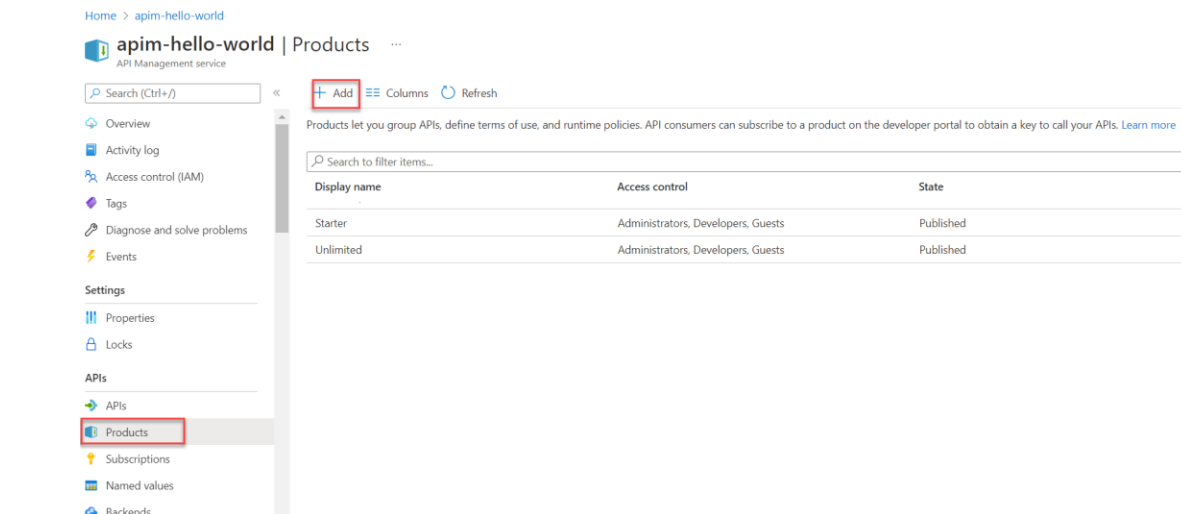 Home > apim-hello-world
apim-hello-world | Products ...
API Management service
Search (Ctrl+/) «
Overview
Activity log
Access control (IAM)
Tags
Diagnose and solve problems
Events
Settings
Properties
Locks
APIs
APIs
Products
Subscriptions
Named values
Backends
Add Columns Refresh
Products let you group APIs, define terms of use, and runtime policies. API consumers can subscribe to a product on the developer portal to obtain a key to call your APIs. Learn more
Search to filter items...
Display name Access control State
Starter Administrators, Developers, Guests Published
Unlimited Administrators, Developers, Guests Published